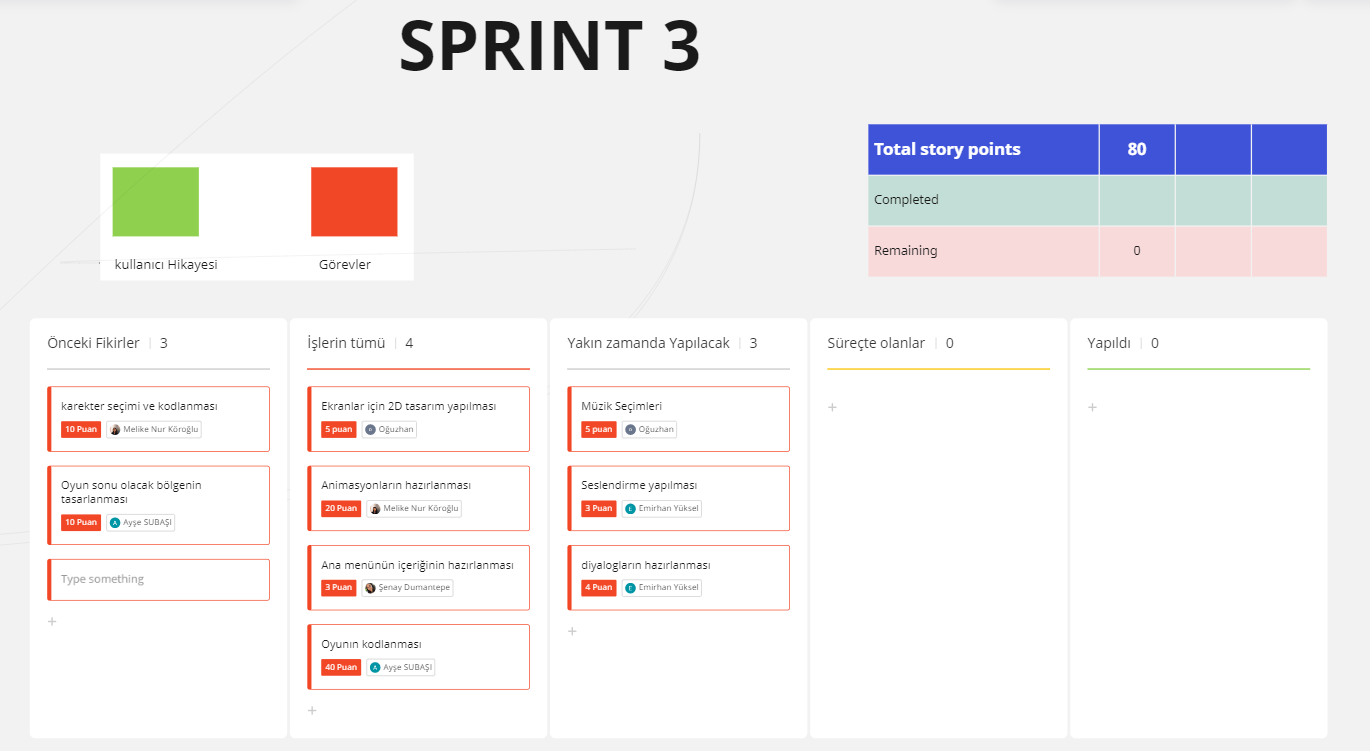 SPRINT 3
kullanıcı Hikayesi
Görevler
Total story points 80
Completed
Remaining 0
Önceki Fikirler | 3
karekter seçimi ve kodlanması
10 Puan Melike Nur Köroğlu
Oyun sonu olacak bölgenin
tasarlanması
10 Puan A Ayşe SUBAŞI
Type something
+
İşlerin tümü | 4
Ekranlar için 2D tasarım yapılması
5 puan Oğuzhan
Animasyonların hazırlanması
20 Puan Melike Nur Köroğlu
Ana menünün içeriğinin hazırlanması
3 Puan Şenay Dumantepe
Oyunın kodlanması
40 Puan A Ayşe SUBAŞI
+
Yakın zamanda Yapılacak | 3
Müzik Seçimleri
5 puan Oğuzhan
Seslendirme yapılması
3 Puan E Emirhan Yüksel
diyalogların hazırlanması
4 Puan E Emirhan Yüksel
+
Süreçte olanlar | 0
+
Yapıldı | 0
+